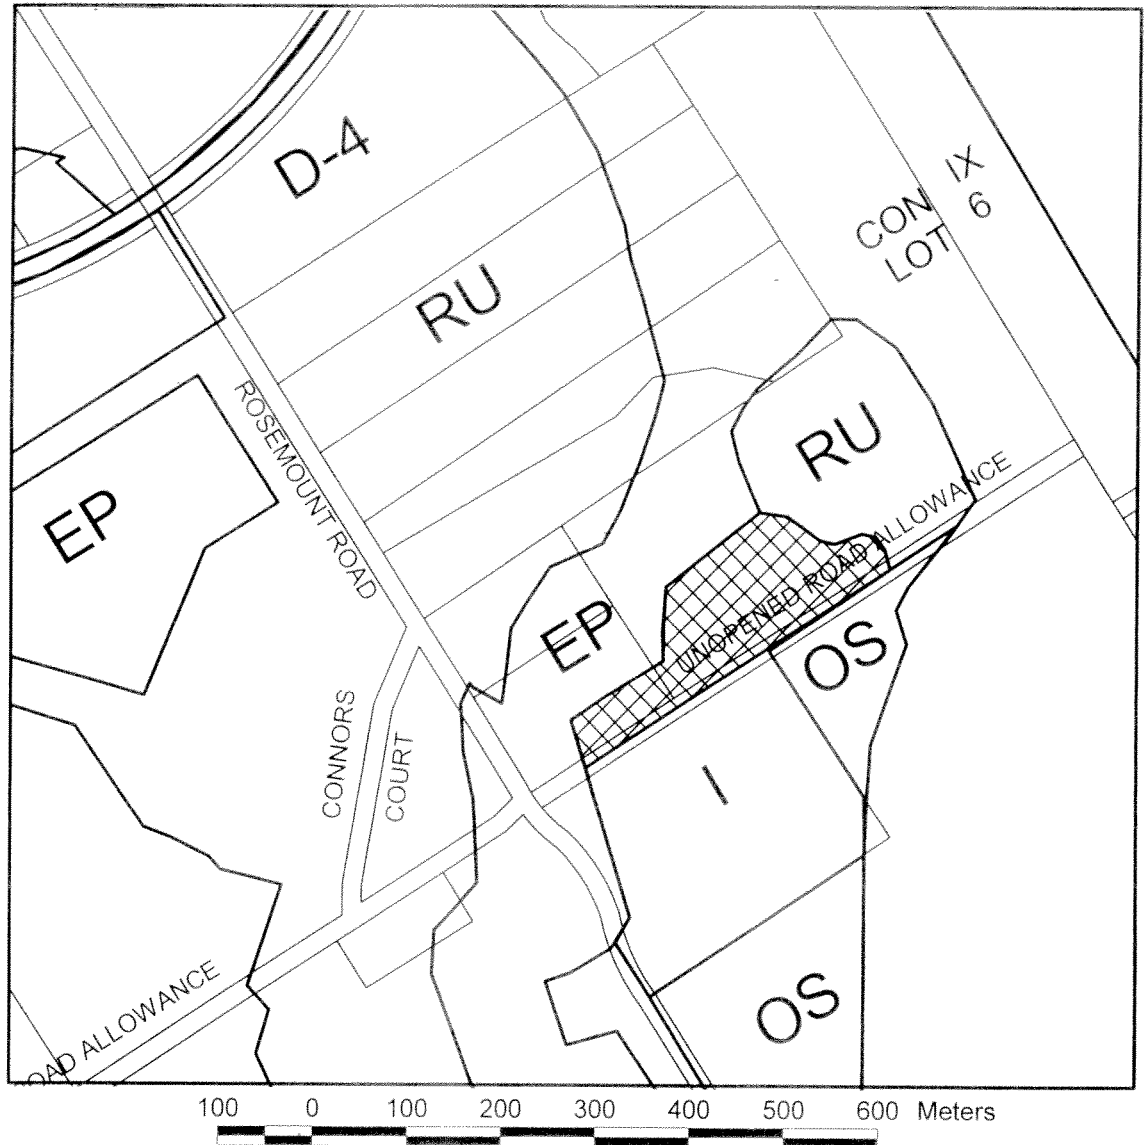 D-4
CON IX
LOT 6
RU
RU
ROSEMOUNT ROAD
EP
UNOPENED ROAD ALLOWANCE
EP
OS
CONNORS
COURT
I
OAD ALLOWANCE
OS
100 0 100 200 300 400 500 600 Meters